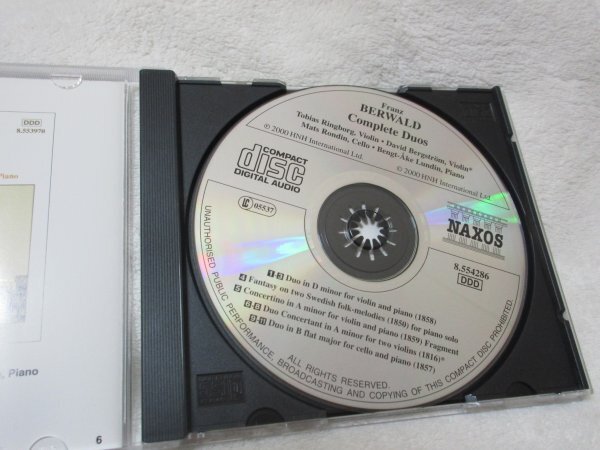 DDD
8.553978
Piano
, Piano
6
Franz
BERWALD
Complete Duos
Tobias Ringborg, Violin • David Bergström, Violin*
Mats Rondin, Cello • Bengt-Åke Lundin, Piano
℗ 2000 HNH International Ltd.
© 2000 HNH International Ltd.
COMPACT
disc
DIGITAL AUDIO
LC 05537
NAXOS
8.554286
DDD
1-3 Duo in D minor for violin and piano (1858)
4 Fantasy on two Swedish folk-melodies (1850) for piano solo
5 Concertino in A minor for violin and piano (1859) Fragment
6-8 Duo Concertant in A minor for two violins (1816)*
9-11 Duo in B flat major for cello and piano (1857)
ALL RIGHTS RESERVED.
UNAUTHORISED PUBLIC PERFORMANCE, BROADCASTING AND COPYING OF THIS COMPACT DISC PROHIBITED.